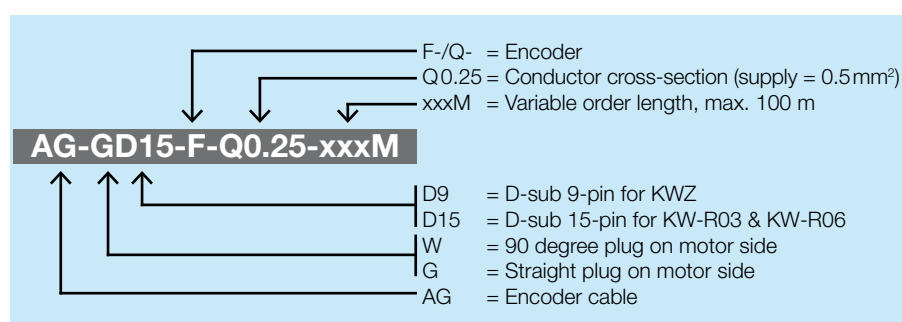 F-/Q- = Encoder
Q0.25 = Conductor cross-section (supply = 0.5 mm²)
xxxM = Variable order length, max. 100 m
AG-GD15-F-Q0.25-xxxM
D9 = D-sub 9-pin for KWZ
D15 = D-sub 15-pin for KW-R03 & KW-R06
W = 90 degree plug on motor side
G = Straight plug on motor side
AG = Encoder cable